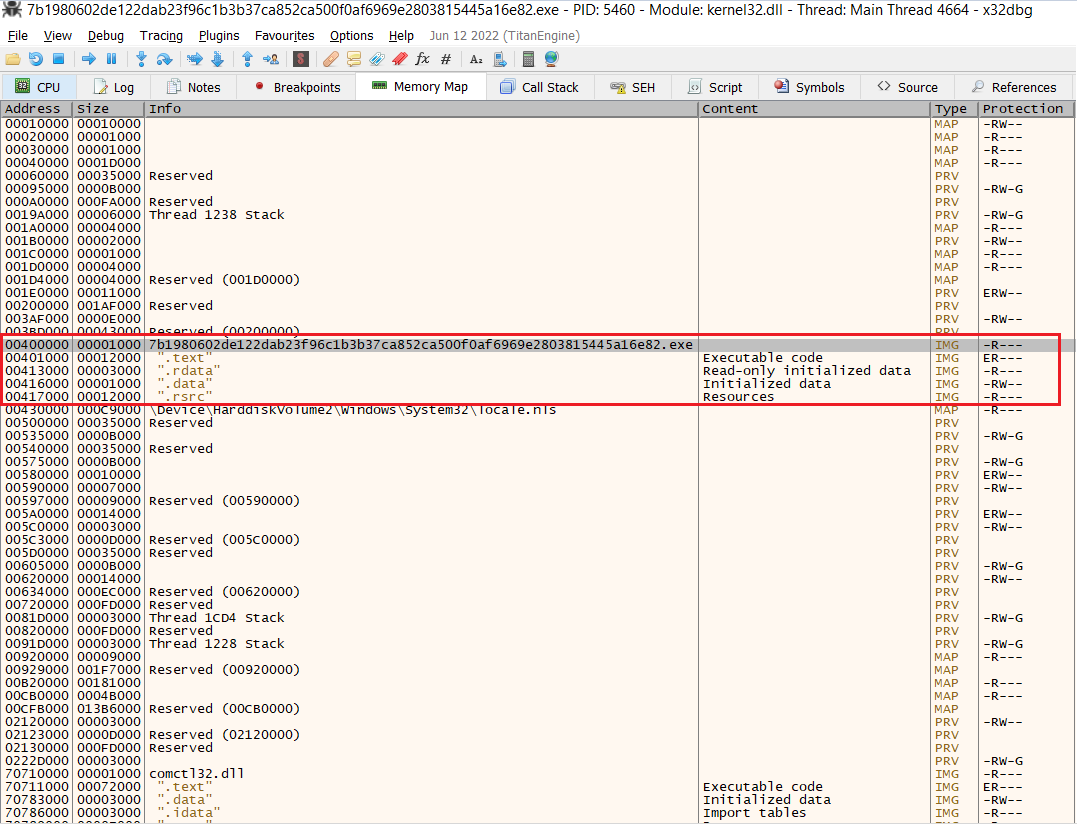 7b1980602de122dab23f96c1b3b37ca852ca500f0af6969e2803815445a16e82.exe - PID: 5460 - Module: kernel32.dll - Thread: Main Thread 4664 - x32dbg
File View Debug Tracing Plugins Favourites Options Help Jun 12 2022 (TitanEngine)
CPU Log Notes Breakpoints Memory Map Call Stack SEH Script Symbols Source References
Address Size Info Content Type Protection
00010000 00010000 MAP -RW--
00020000 00001000 MAP -R---
00030000 00001000 MAP -R---
00040000 0001D000 MAP -R---
00060000 00035000 Reserved PRV
00095000 0000B000 PRV -RW-G
000A0000 000FA000 Reserved PRV
0019A000 00006000 Thread 1238 Stack PRV -RW-G
001A0000 00004000 MAP -R---
001B0000 00002000 PRV -RW--
001C0000 00001000 MAP -R---
001D0000 00004000 MAP -R---
001D4000 00004000 Reserved (001D0000) MAP
001E0000 00011000 PRV ERW--
00200000 001AF000 Reserved PRV
003AF000 0000E000 PRV -RW--
003BD000 00043000 Reserved (00200000) PRV
00400000 00001000 7b1980602de122dab23f96c1b3b37ca852ca500f0af6969e2803815445a16e82.exe IMG -R---
00401000 00012000 ".text" Executable code IMG ER---
00413000 00003000 ".rdata" Read-only initialized data IMG -R---
00416000 00001000 ".data" Initialized data IMG -RW--
00417000 00012000 ".rsrc" Resources IMG -R---
00430000 000C9000 \Device\HarddiskVolume2\Windows\System32\locale.nls MAP -R---
00500000 00035000 Reserved PRV
00535000 0000B000 PRV -RW-G
00540000 00035000 Reserved PRV
00575000 0000B000 PRV -RW-G
00580000 00010000 PRV ERW--
00590000 00007000 PRV -RW--
00597000 00009000 Reserved (00590000) PRV
005A0000 00014000 PRV ERW--
005C0000 00003000 PRV -RW--
005C3000 0000D000 Reserved (005C0000) PRV
005D0000 00035000 Reserved PRV
00605000 0000B000 PRV -RW-G
00620000 00014000 PRV -RW--
00634000 000EC000 Reserved (00620000) PRV
00720000 000FD000 Reserved PRV
0081D000 00003000 Thread 1CD4 Stack PRV -RW-G
00820000 000FD000 Reserved PRV
0091D000 00003000 Thread 1228 Stack PRV -RW-G
00920000 00009000 MAP -R---
00929000 001F7000 Reserved (00920000) MAP
00B20000 00181000 MAP -R---
00CB0000 0004B000 MAP -R---
00CFB000 013B6000 Reserved (00CB0000) MAP
02120000 00003000 PRV -RW--
02123000 0000D000 Reserved (02120000) PRV
02130000 000FD000 Reserved PRV
0222D000 00003000 PRV -RW-G
70710000 00001000 comctl32.dll IMG -R---
70711000 00072000 ".text" Executable code IMG ER---
70783000 00003000 ".data" Initialized data IMG -RW--
70786000 00003000 ".idata" Import tables IMG -R---